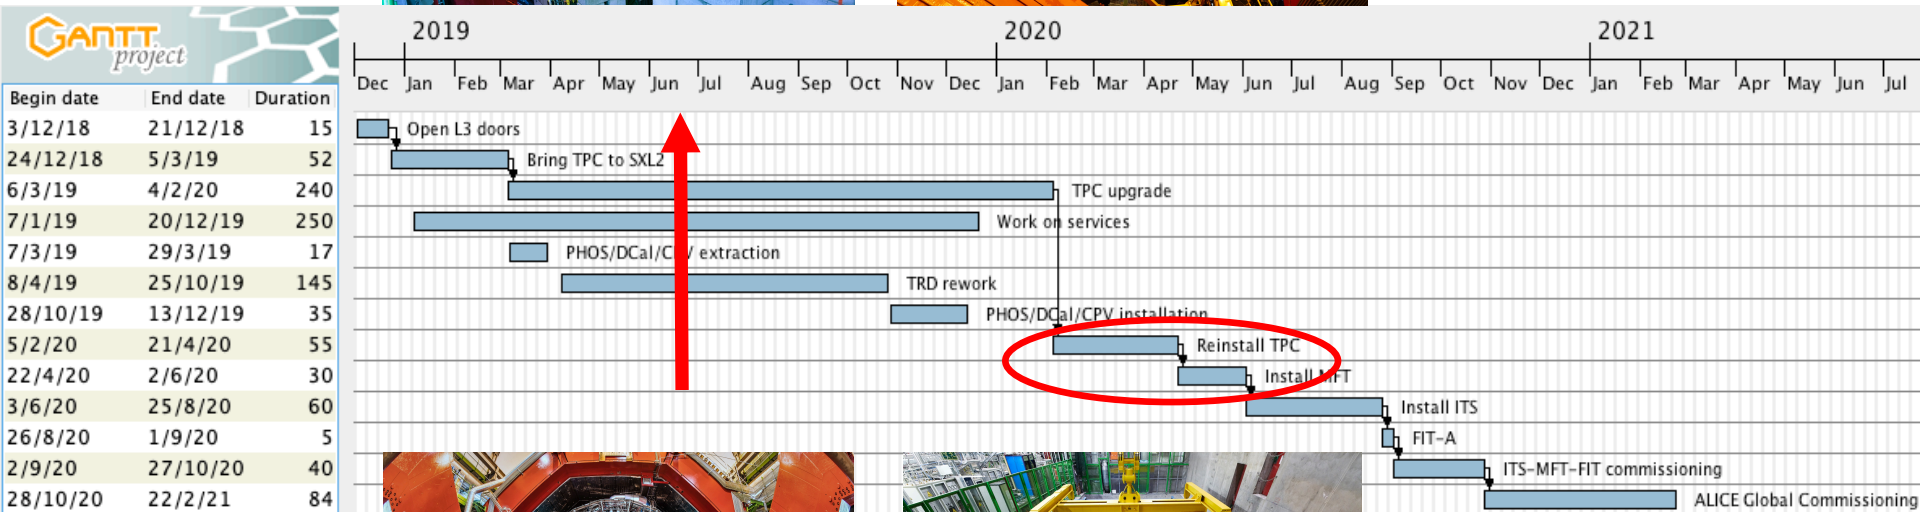 2019 2020 2021
GANTT
project
Dec Jan Feb Mar Apr May Jun Jul Aug Sep Oct Nov Dec Jan Feb Mar Apr May Jun Jul Aug Sep Oct Nov Dec Jan Feb Mar Apr May Jun Jul
Begin date End date Duration
3/12/18 21/12/18 15 Open L3 doors
24/12/18 5/3/19 52 Bring TPC to SXL2
6/3/19 4/2/20 240 TPC upgrade
7/1/19 20/12/19 250 Work on services
7/3/19 29/3/19 17 PHOS/DCal/CPV extraction
8/4/19 25/10/19 145 TRD rework
28/10/19 13/12/19 35 PHOS/DCal/CPV installation
5/2/20 21/4/20 55 Reinstall TPC
22/4/20 2/6/20 30 Install MFT
3/6/20 25/8/20 60 Install ITS
26/8/20 1/9/20 5 FIT-A
2/9/20 27/10/20 40 ITS-MFT-FIT commissioning
28/10/20 22/2/21 84 ALICE Global Commissioning